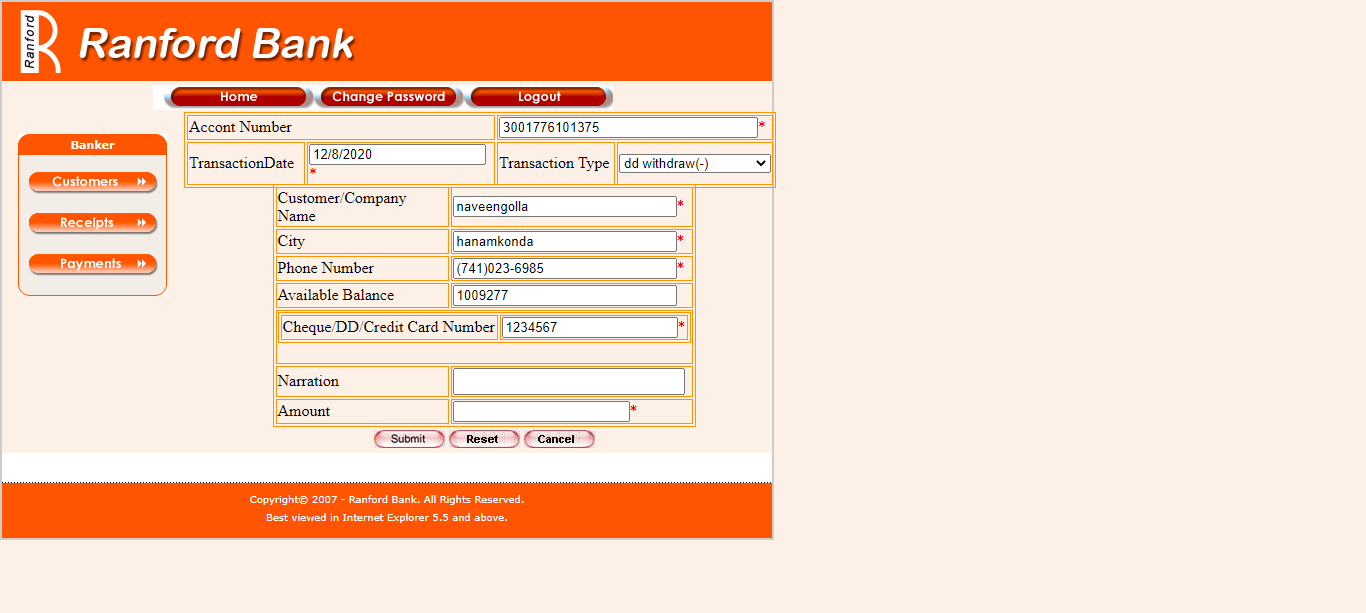 Ranford
Ranford Bank
Home Change Password Logout
Banker
Customers
Receipts
Payments
Accont Number 3001776101375 *
TransactionDate 12/8/2020 * Transaction Type dd withdraw(-)
Customer/Company
Name naveengolla *
City hanamkonda *
Phone Number (741)023-6985 *
Available Balance 1009277
Cheque/DD/Credit Card Number 1234567 *
Narration
Amount *
Submit Reset Cancel
Copyright© 2007 - Ranford Bank. All Rights Reserved.
Best viewed in Internet Explorer 5.5 and above.